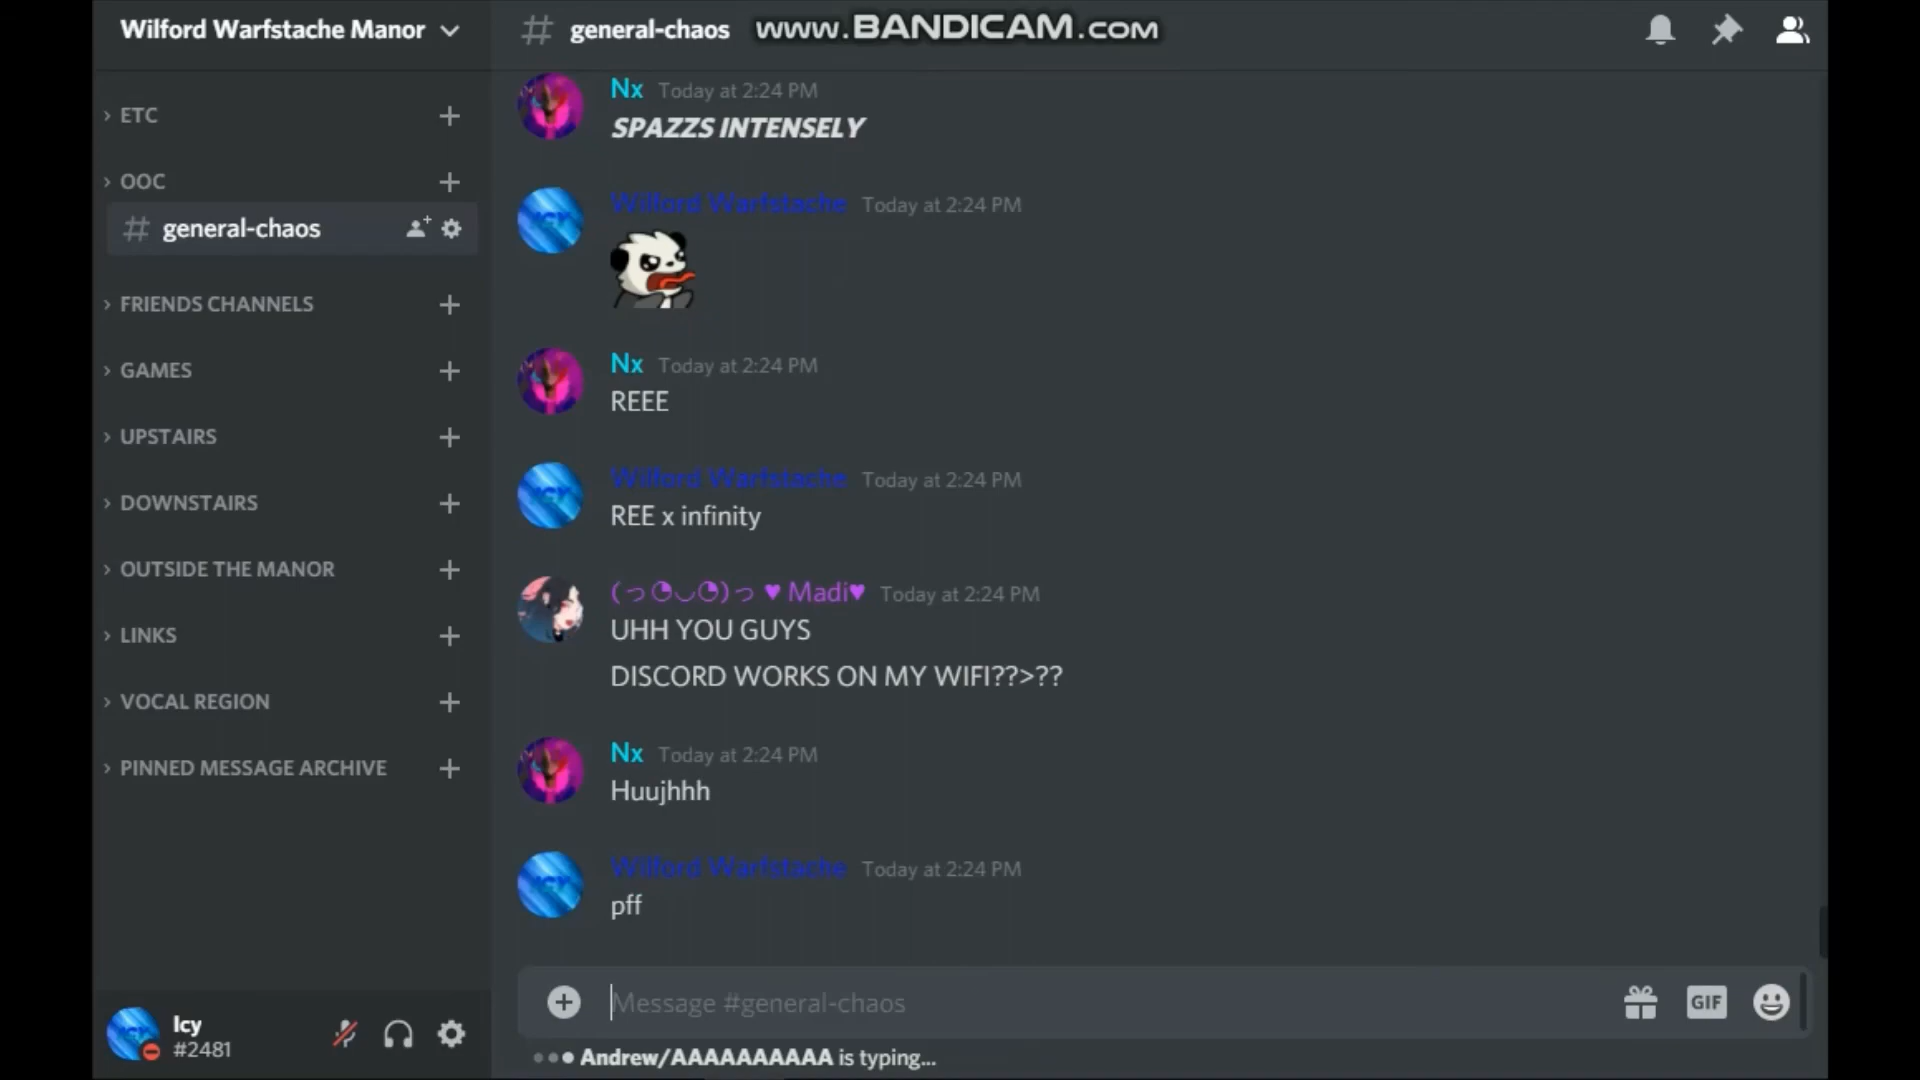 Wilford Warfstache Manor
# general-chaos
www.BANDICAM.com
ETC
OOC
# general-chaos
FRIENDS CHANNELS
GAMES
UPSTAIRS
DOWNSTAIRS
OUTSIDE THE MANOR
LINKS
VOCAL REGION
PINNED MESSAGE ARCHIVE
Icy
#2481
Nx Today at 2:24 PM
SPAZZS INTENSELY
Wilford Warfstache Today at 2:24 PM
Nx Today at 2:24 PM
REEE
Wilford Warfstache Today at 2:24 PM
REE x infinity
(っ◔◡◔)っ ♥ Madi♥ Today at 2:24 PM
UHH YOU GUYS
DISCORD WORKS ON MY WIFI??>??
Nx Today at 2:24 PM
Huujhhh
Wilford Warfstache Today at 2:24 PM
pff
Message #general-chaos
GIF
Andrew/AAAAAAAAAA is typing...